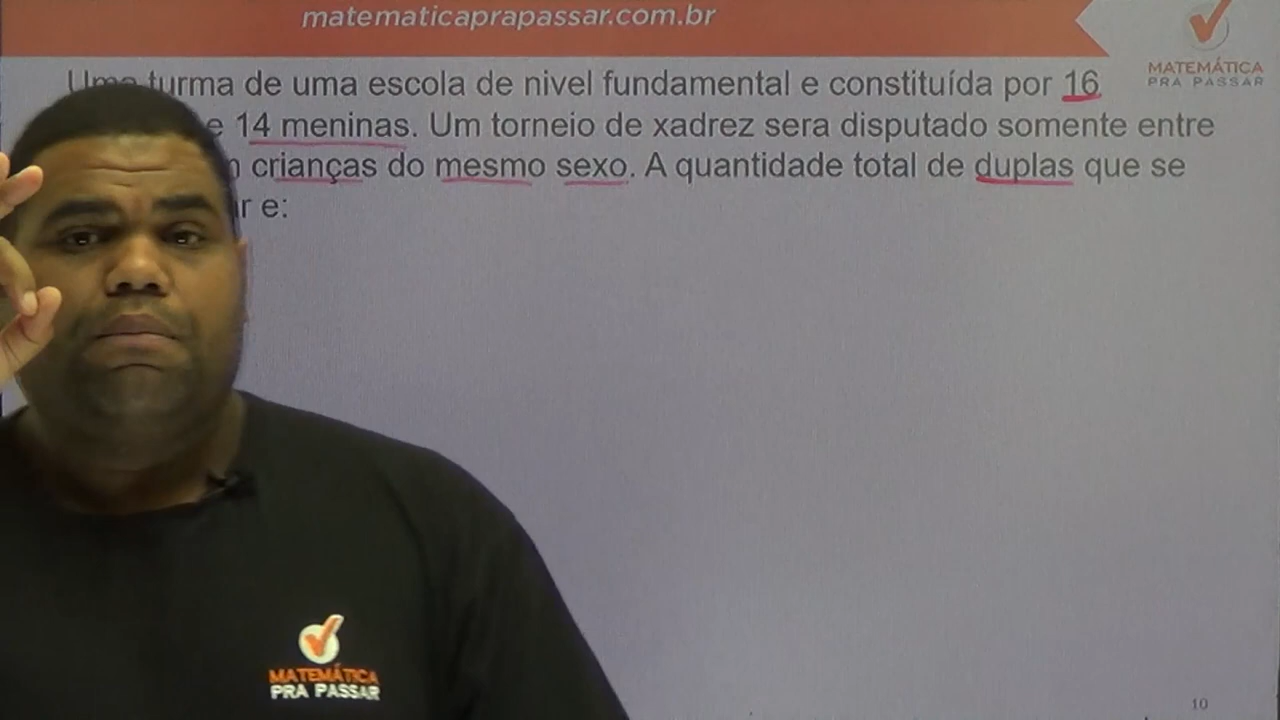 matematicaprapassar.com.br
MATEMÁTICA
PRA PASSAR
turma de uma escola de nivel fundamental e constituída por 16
e 14 meninas. Um torneio de xadrez sera disputado somente entre
crianças do mesmo sexo. A quantidade total de duplas que se
e:
MATEMÁTICA
PRA PASSAR
10